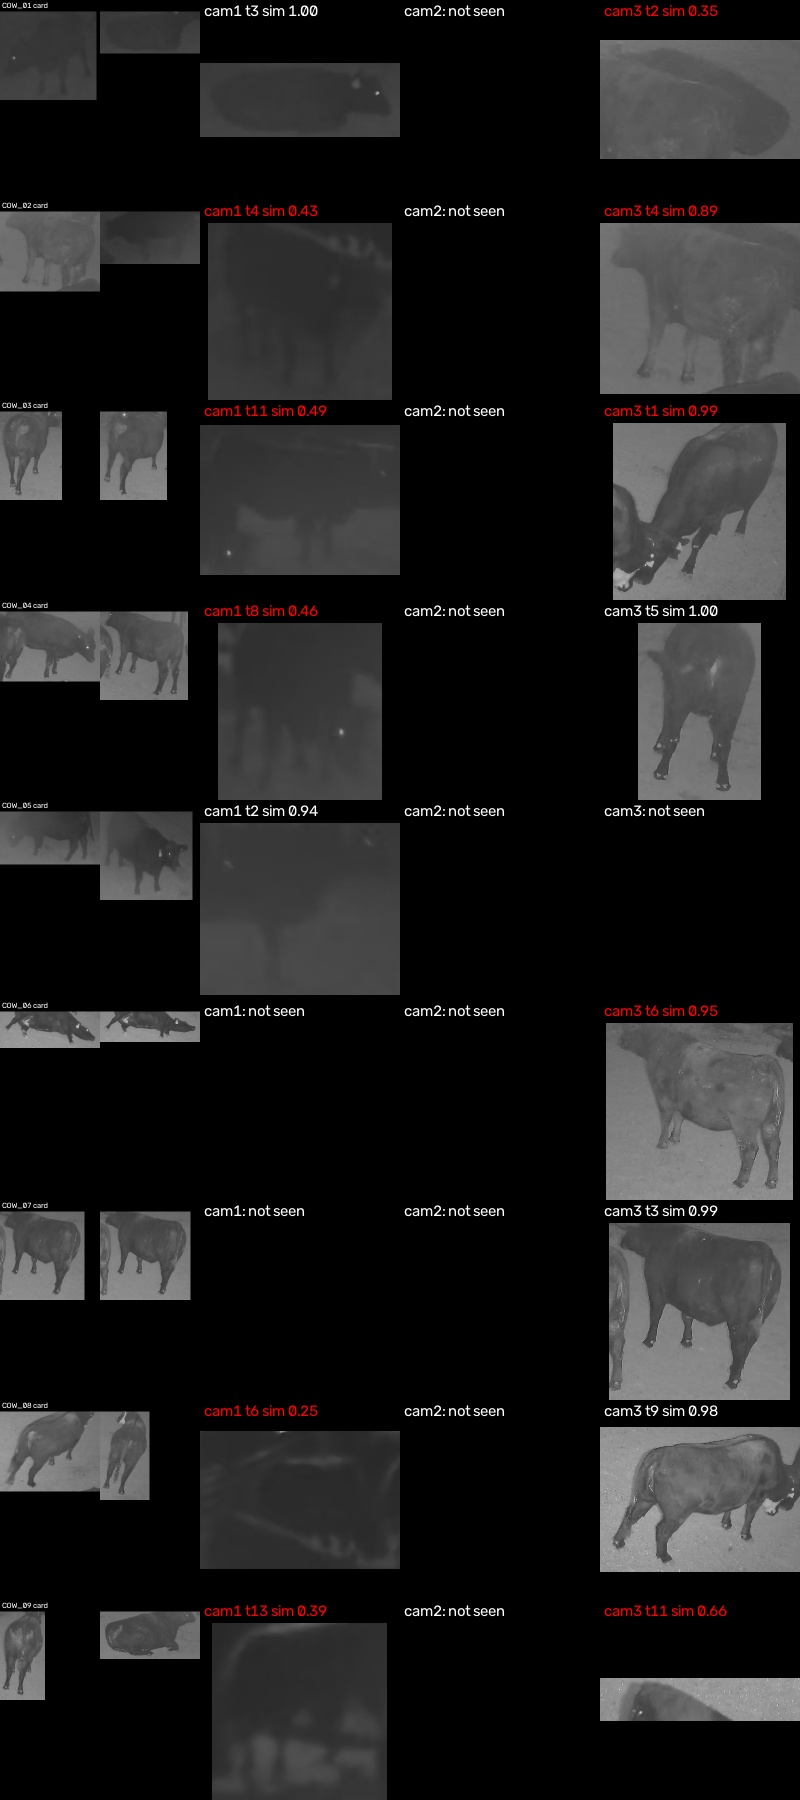 COW_01 card
cam1 t3 sim 1.00
cam2: not seen
cam3 t2 sim 0.35
COW_02 card
cam1 t4 sim 0.43
cam2: not seen
cam3 t4 sim 0.89
COW_03 card
cam1 t11 sim 0.49
cam2: not seen
cam3 t1 sim 0.99
COW_04 card
cam1 t8 sim 0.46
cam2: not seen
cam3 t5 sim 1.00
COW_05 card
cam1 t2 sim 0.94
cam2: not seen
cam3: not seen
COW_06 card
cam1: not seen
cam2: not seen
cam3 t6 sim 0.95
COW_07 card
cam1: not seen
cam2: not seen
cam3 t3 sim 0.99
COW_08 card
cam1 t6 sim 0.25
cam2: not seen
cam3 t9 sim 0.98
COW_09 card
cam1 t13 sim 0.39
cam2: not seen
cam3 t11 sim 0.66